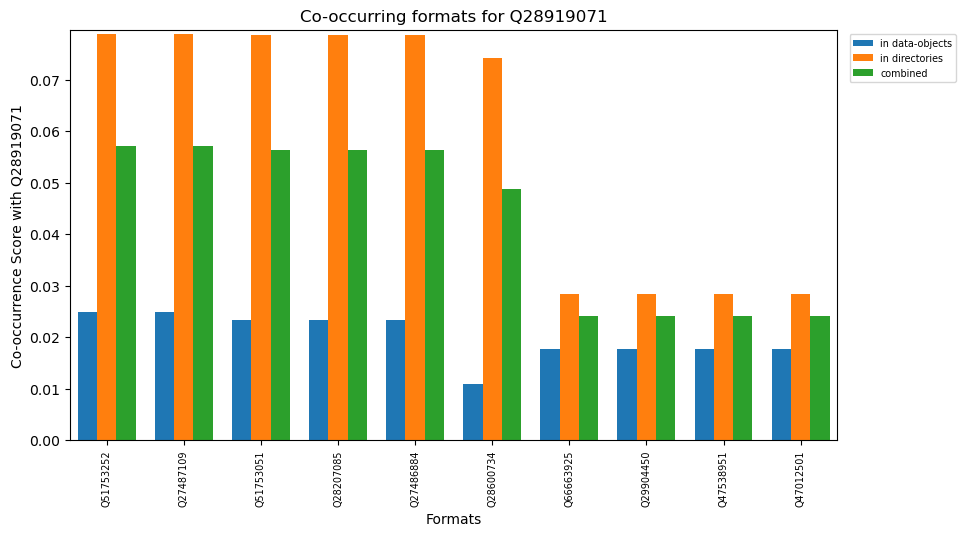 Co-occurring formats for Q28919071
in data-objects
in directories
combined
Co-occurrence Score with Q28919071
0.07
0.06
0.05
0.04
0.03
0.02
0.01
0.00
Q51753252
Q27487109
Q51753051
Q28207085
Q27486884
Q28600734
Q66663925
Q29904450
Q47538951
Q47012501
Formats